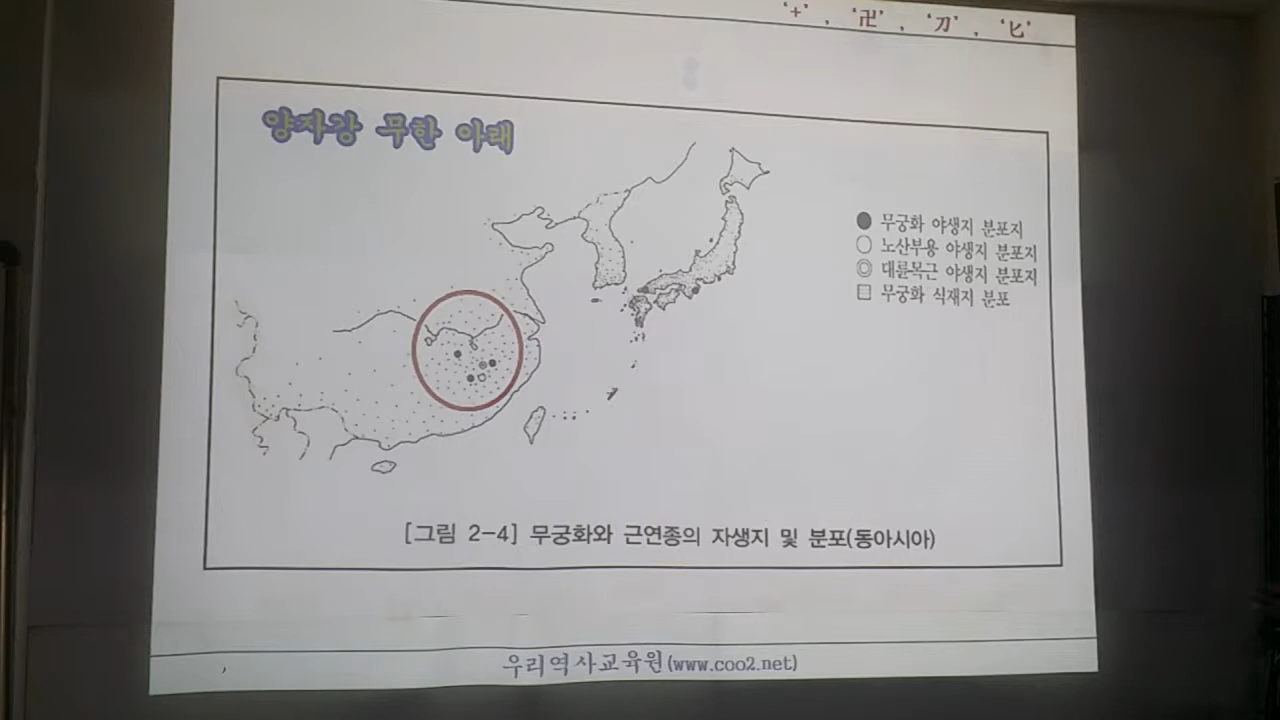 '+', '卍', '刀', '匕'
양자강 무한 아래
무궁화 야생지 분포지
노산부용 야생지 분포지
대륜목근 야생지 분포지
무궁화 식재지 분포
[그림 2-4] 무궁화와 근연종의 자생지 및 분포(동아시아)
우리역사교육원(www.coo2.net)